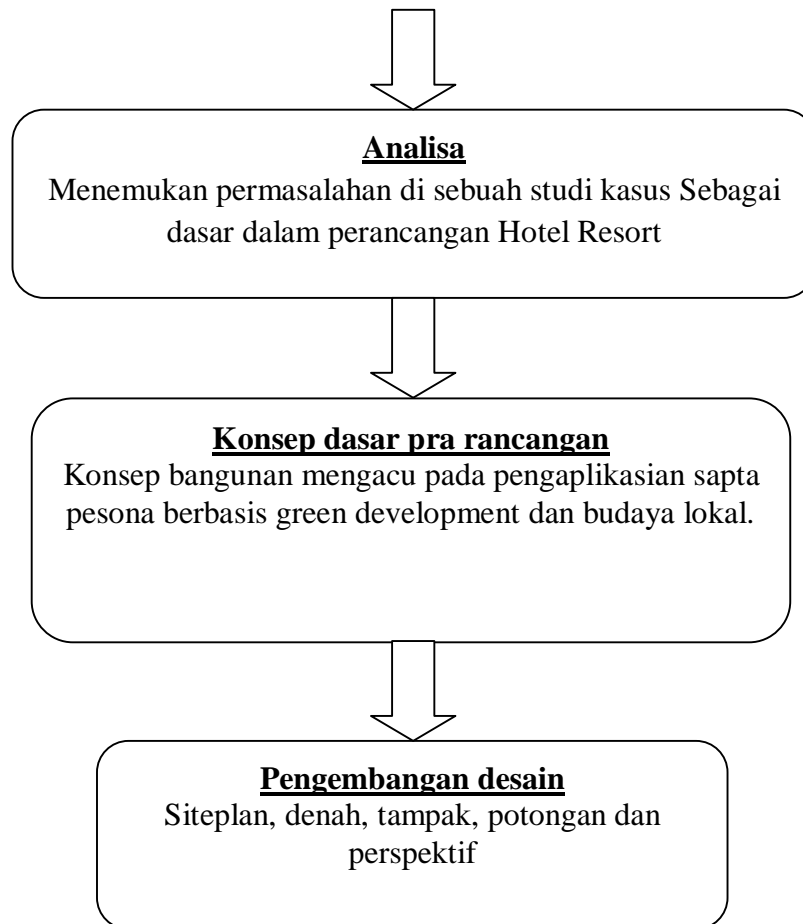 Analisa
Menemukan permasalahan di sebuah studi kasus Sebagai
dasar dalam perancangan Hotel Resort
Konsep dasar pra rancangan
Konsep bangunan mengacu pada pengaplikasian sapta
pesona berbasis green development dan budaya lokal.
Pengembangan desain
Siteplan, denah, tampak, potongan dan
perspektif